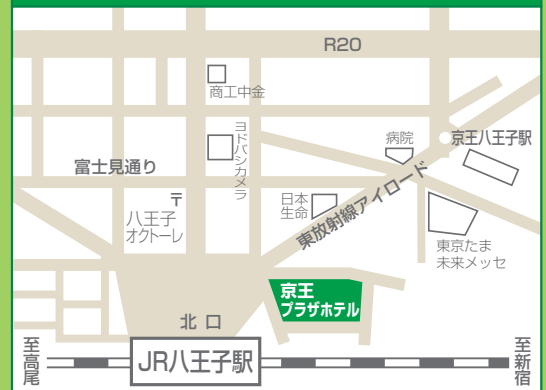 R20
商工中金
ヨドバシカメラ
病院
京王八王子駅
富士見通り
〒
八王子
オクトーレ
日本
生命
東放射線アイロード
東京たま
未来メッセ
京王
プラザホテル
北口
至高尾
JR八王子駅
至新宿